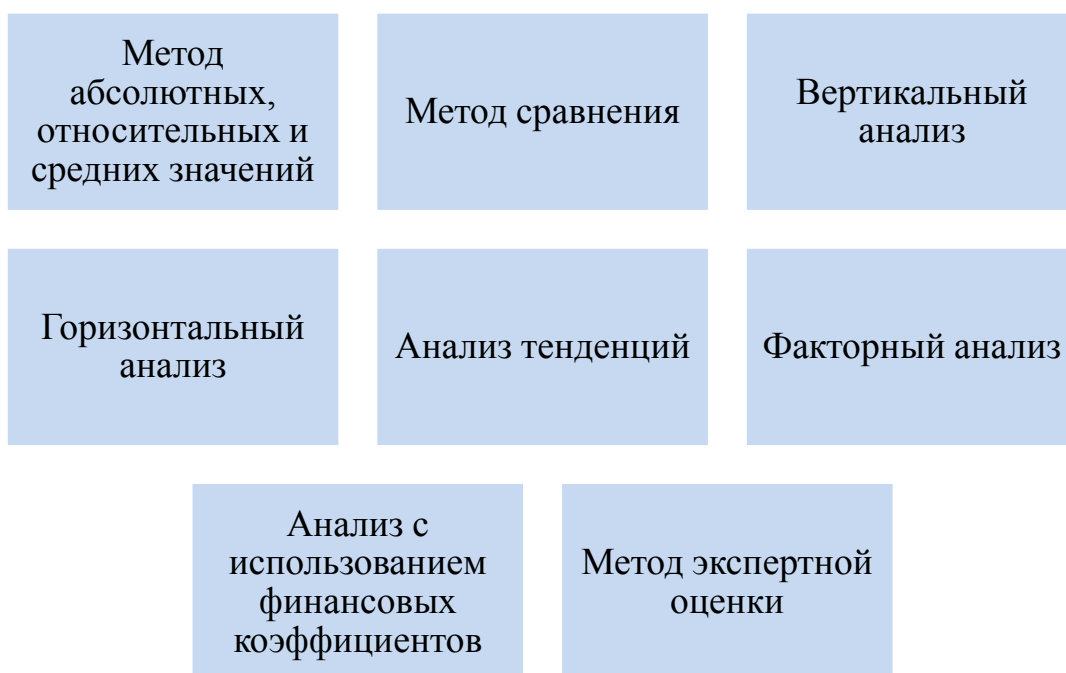 Метод
абсолютных,
относительных и
средних значений
Метод сравнения
Вертикальный
анализ
Горизонтальный
анализ
Анализ тенденций
Факторный анализ
Анализ с
использованием
финансовых
коэффициентов
Метод экспертной
оценки